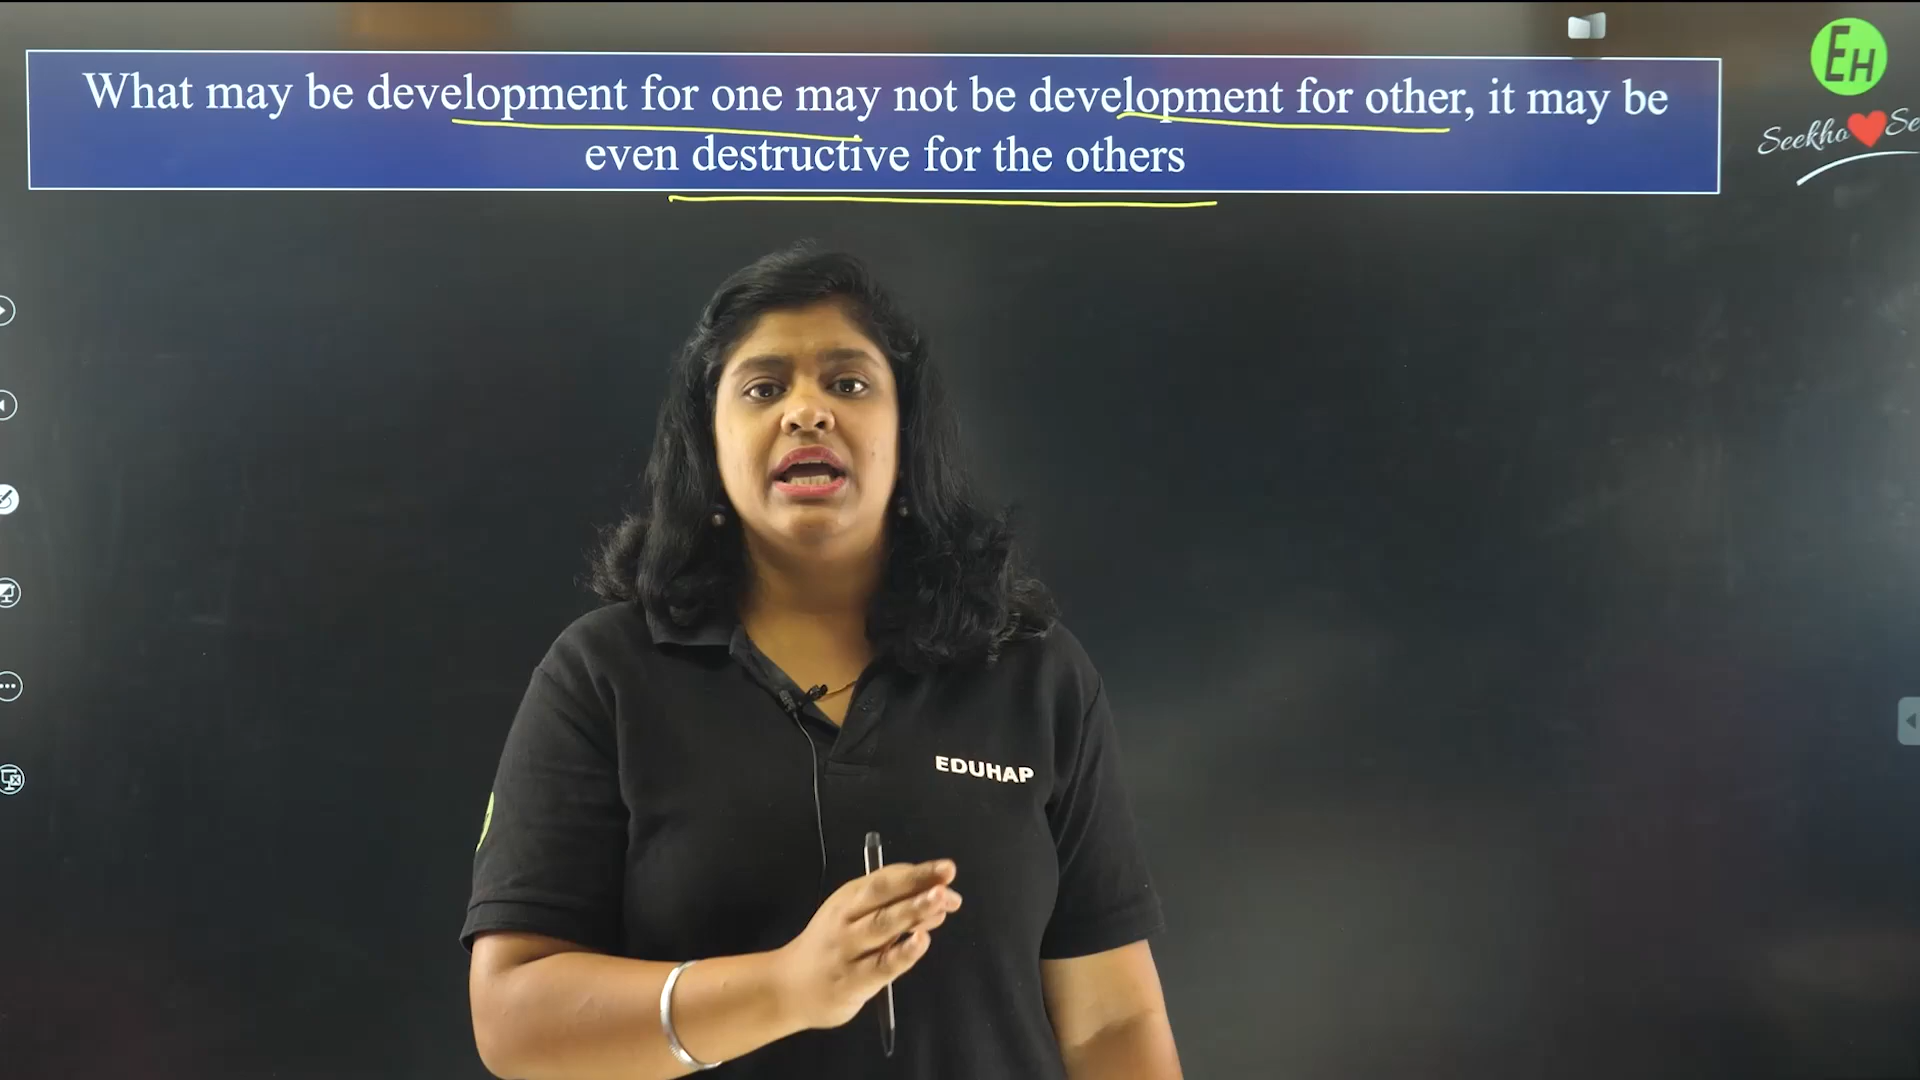 What may be development for one may not be development for other, it may be
even destructive for the others
EH
Seekho ❤️ Se
EDUHAP